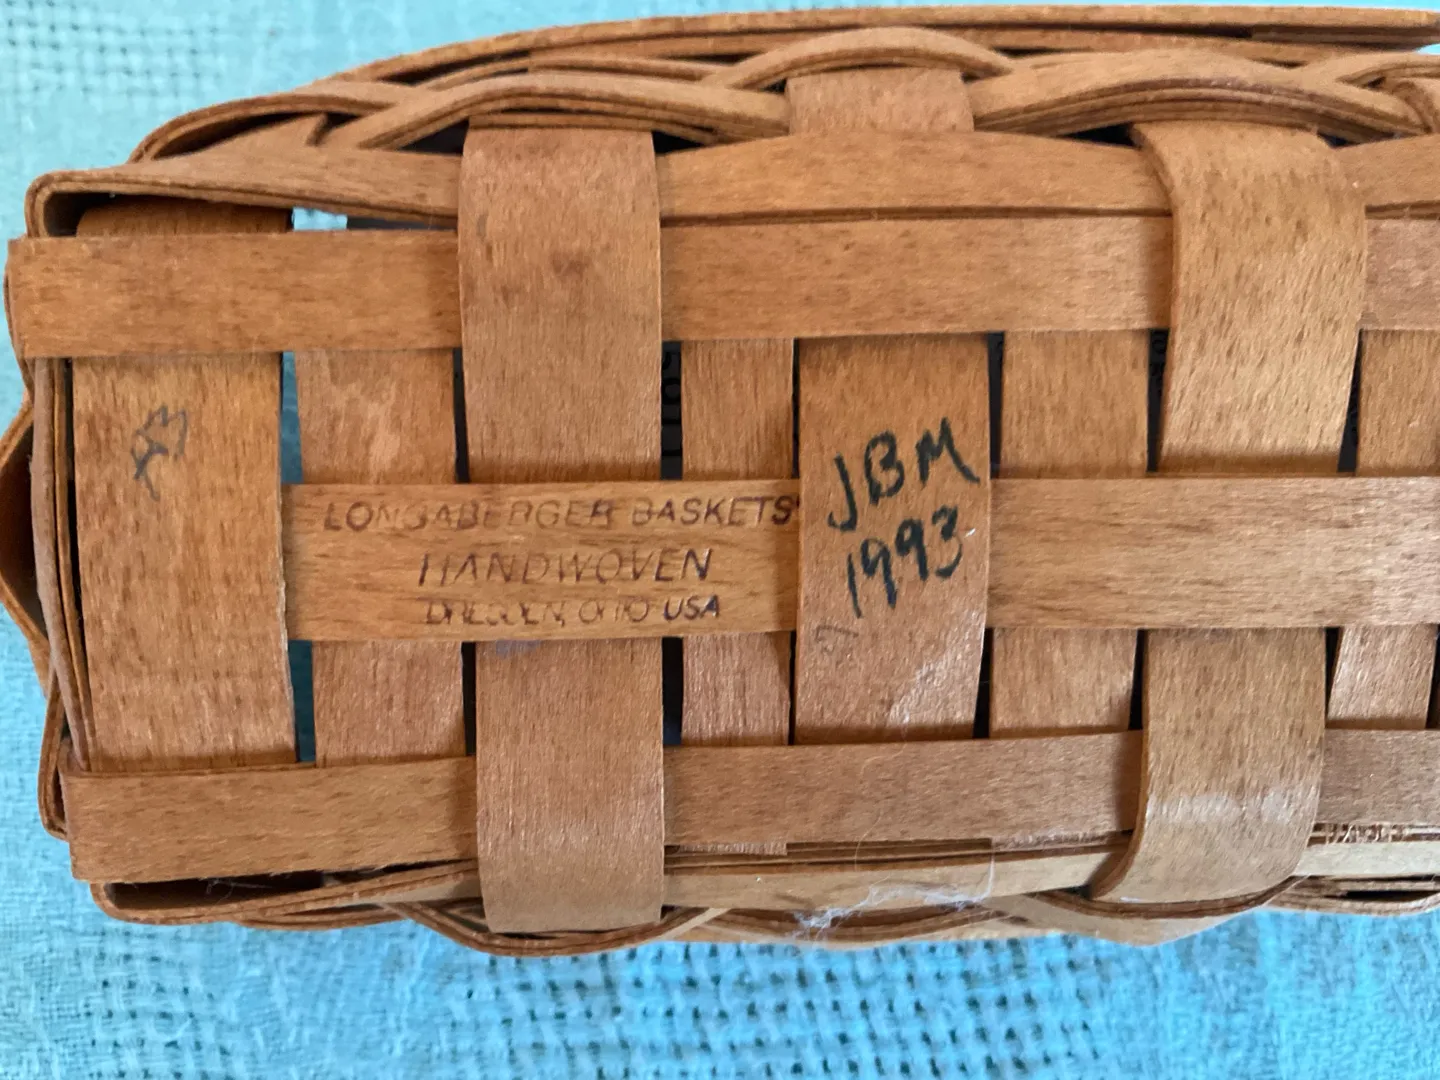 LONGABERGER BASKETS
HANDWOVEN
DRESDEN, OHIO USA
JBM
1993